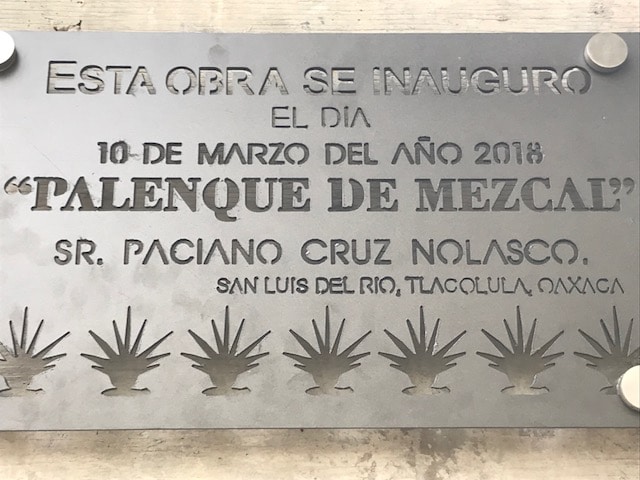 ESTA OBRA SE INAUGURO
EL DIA
10 DE MARZO DEL AÑO 2018
“PALENQUE DE MEZCAL”
SR. PACIANO CRUZ NOLASCO.
SAN LUIS DEL RIO, TLACOLULA, OAXACA